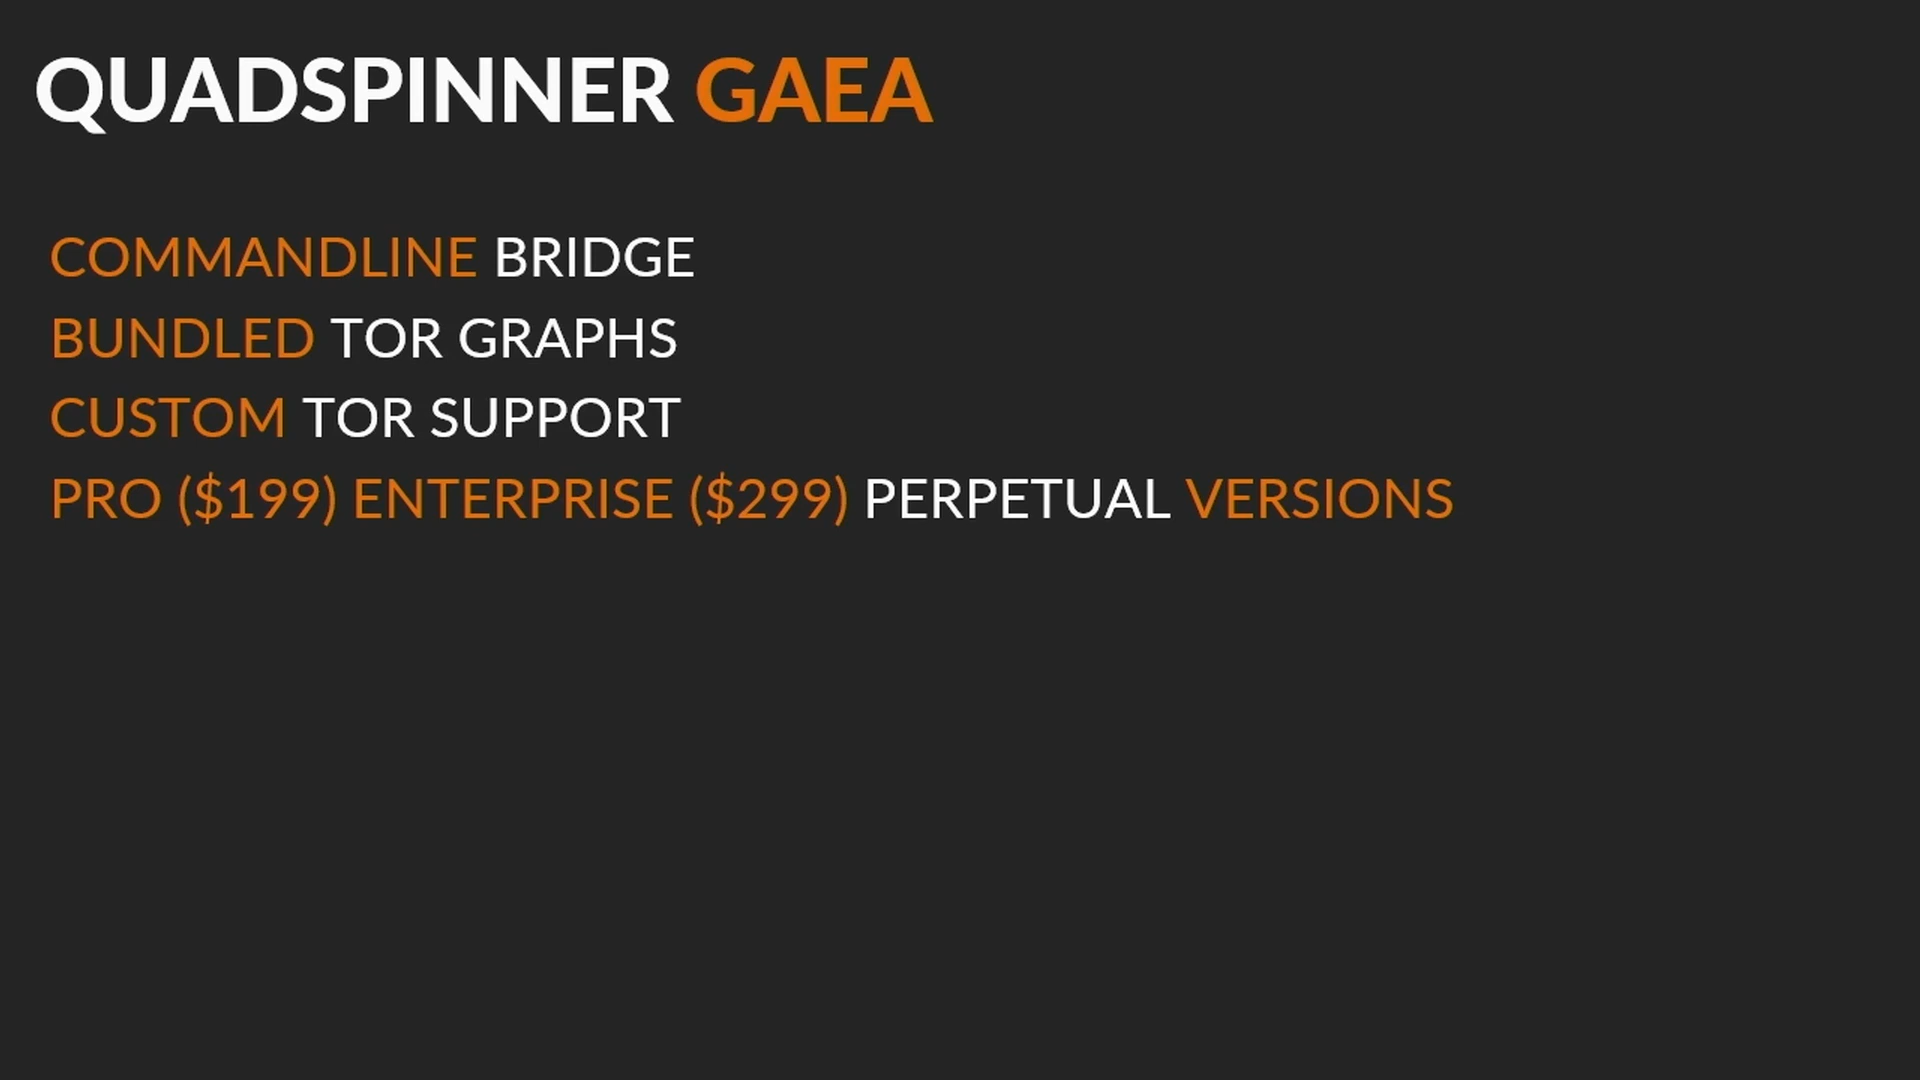 QUADSPINNER GAEA
COMMANDLINE BRIDGE
BUNDLED TOR GRAPHS
CUSTOM TOR SUPPORT
PRO ($199) ENTERPRISE ($299) PERPETUAL VERSIONS